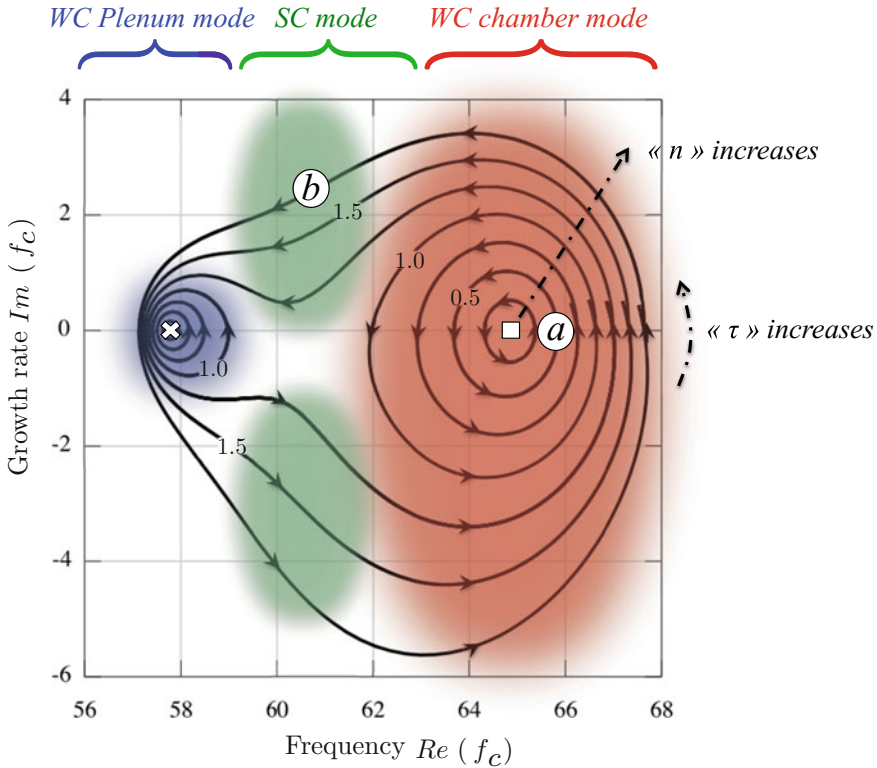 WC Plenum mode SC mode WC chamber mode
4
« n » increases
b
2
1.5
1.0
0.5
0
a
« τ » increases
1.0
-2
1.5
-4
-6
56 58 60 62 64 66 68
Growth rate Im ( fc)
Frequency Re ( fc)